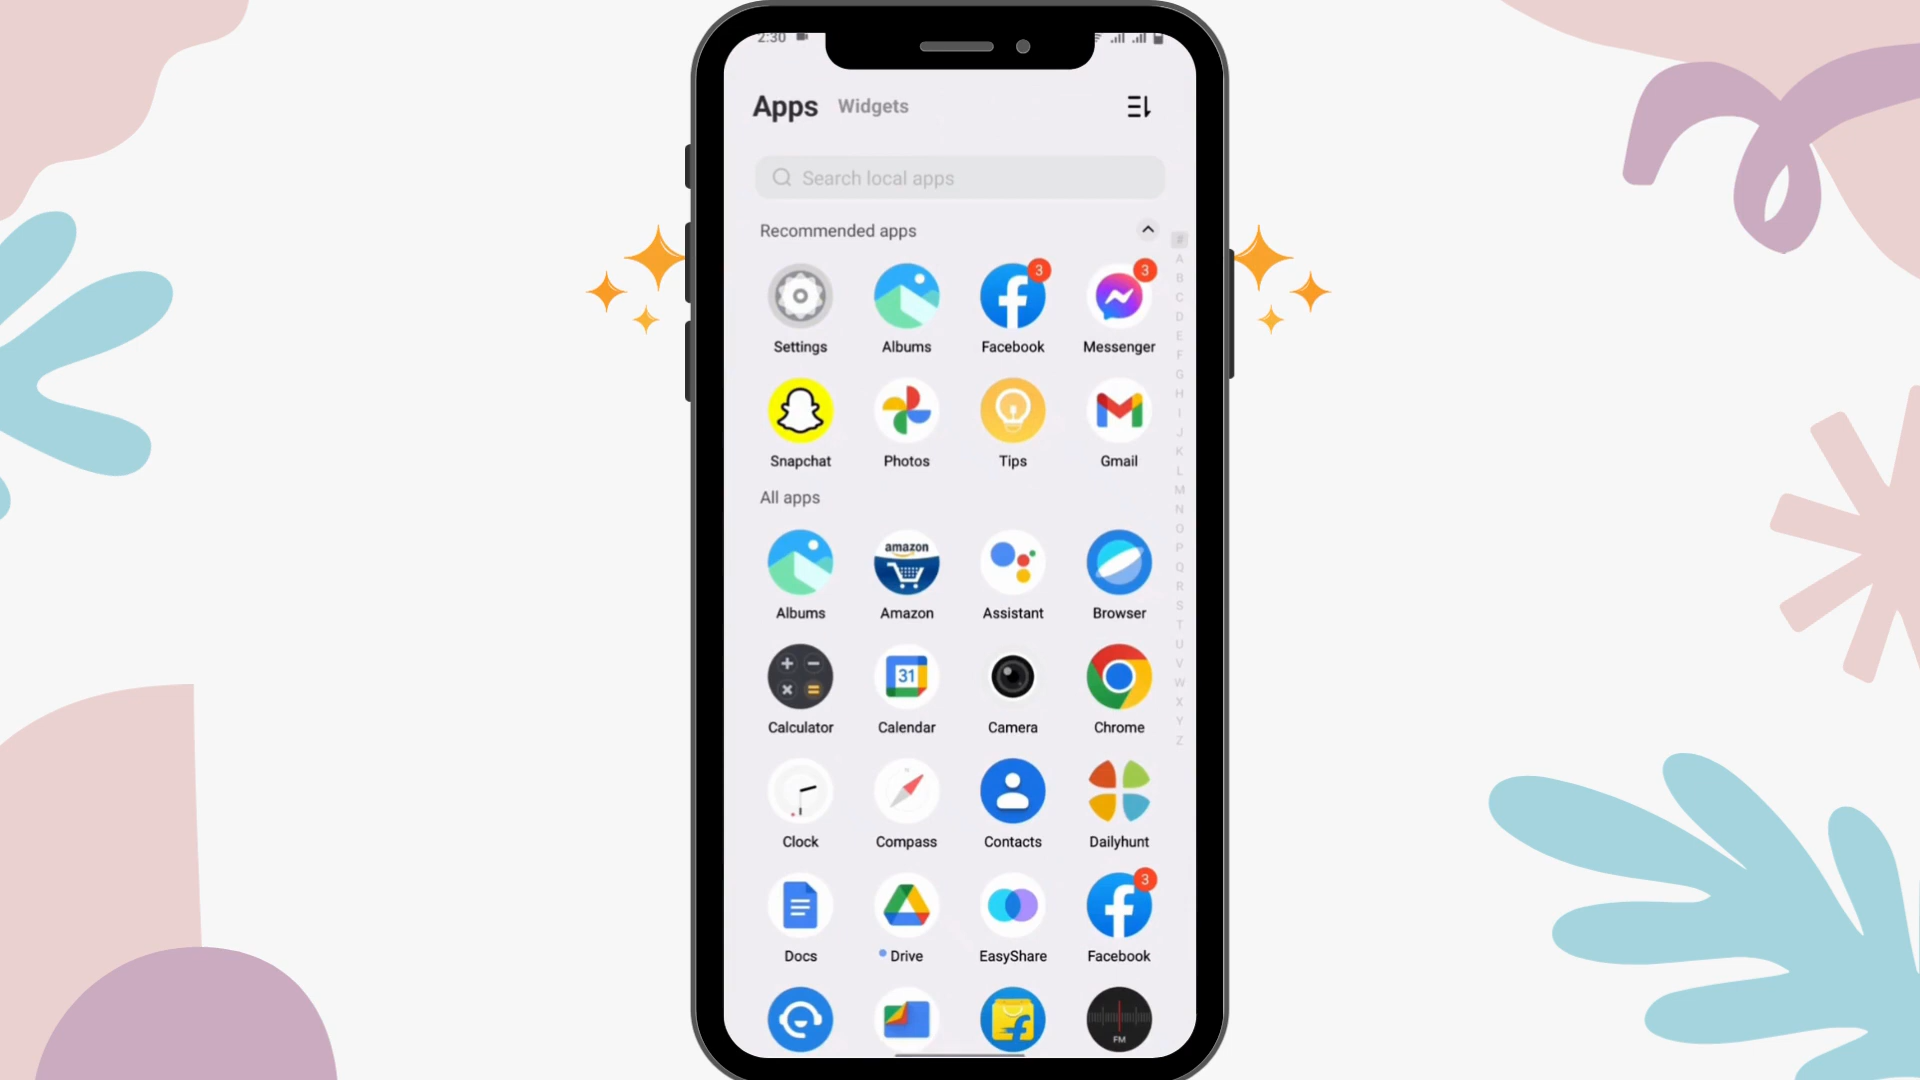 2:30
Apps Widgets
Search local apps
Recommended apps
#
A
B
C
D
E
F
G
H
I
J
K
L
M
N
O
P
Q
R
S
T
U
V
W
X
Y
Z
3 3
Settings Albums Facebook Messenger
Snapchat Photos Tips Gmail
All apps
amazon
Albums Amazon Assistant Browser
31
Calculator Calendar Camera Chrome
Clock Compass Contacts Dailyhunt
3
Docs Drive EasyShare Facebook
FM